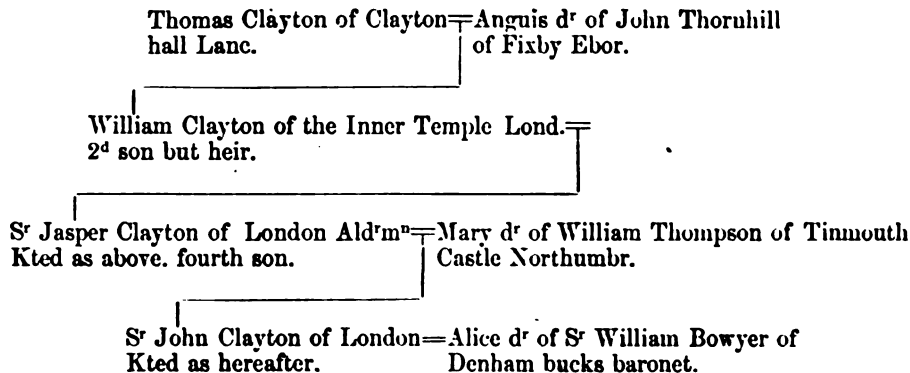 Thomas Clayton of Clayton=Anguis dʳ of John Thornhill
hall Lanc. of Fixby Ebor.
William Clayton of the Inner Temple Lond.=
2ᵈ son but heir.
Sʳ Jasper Clayton of London Aldʳmⁿ=Mary dʳ of William Thompson of Tinmouth
Kted as above. fourth son. Castle Northumbr.
Sʳ John Clayton of London=Alice dʳ of Sʳ William Bowyer of
Kted as hereafter. Denham bucks baronet.